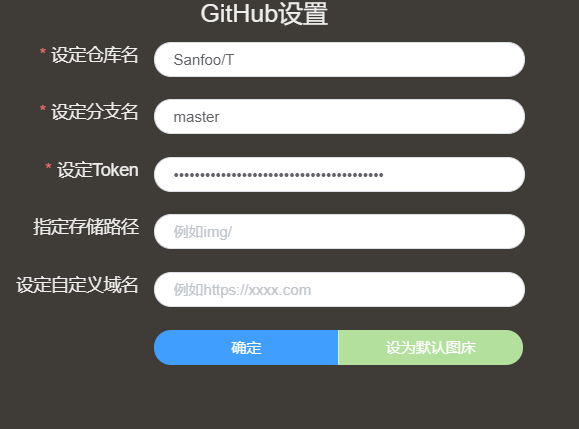 GitHub设置
* 设定仓库名 Sanfoo/T
* 设定分支名 master
* 设定Token ••••••••••••••••••••••••••••••••••••••••
指定存储路径 例如img/
设定自定义域名 例如https://xxxx.com
确定 设为默认图床